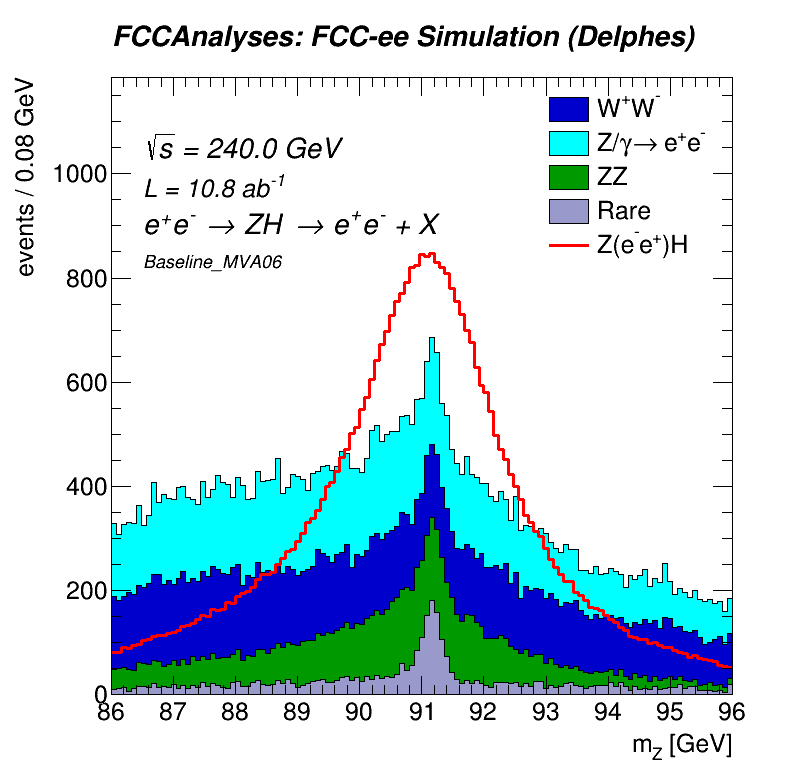 FCCAnalyses: FCC-ee Simulation (Delphes)
events / 0.08 GeV
√s = 240.0 GeV
L = 10.8 ab⁻¹
e⁺e⁻ → ZH → e⁺e⁻ + X
Baseline_MVA06
W⁺W⁻
Z/γ→ e⁺e⁻
ZZ
Rare
Z(e⁻e⁺)H
1000
800
600
400
200
0
86 87 88 89 90 91 92 93 94 95 96
m_Z [GeV]